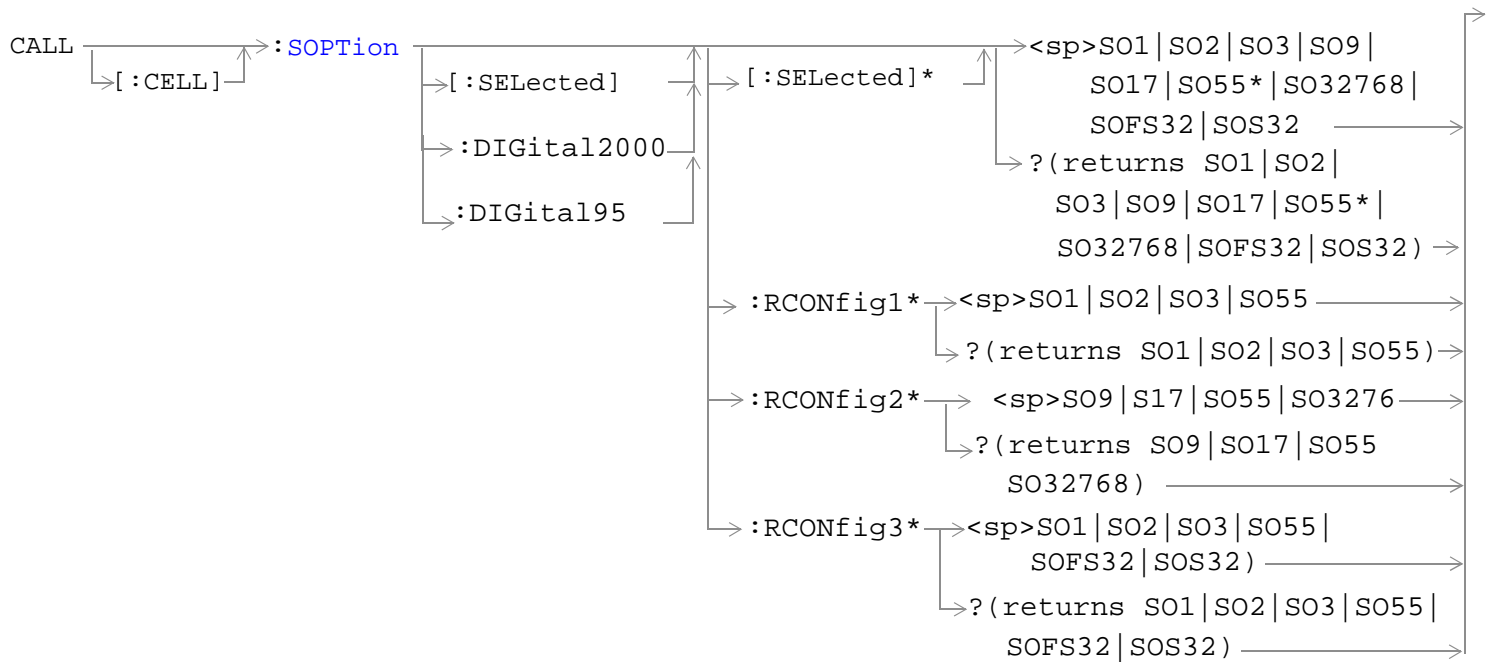 CALL :SOPTion <sp>SO1|SO2|SO3|SO9|
[:CELL] [:SELected] [:SELected]* SO17|SO55*|SO32768|
SOFS32|SOS32
:DIGital2000 ?(returns SO1|SO2|
:DIGital95 SO3|SO9|SO17|SO55*|
SO32768|SOFS32|SOS32)
:RCONfig1* <sp>SO1|SO2|SO3|SO55
?(returns SO1|SO2|SO3|SO55)
:RCONfig2* <sp>SO9|S17|SO55|SO3276
?(returns SO9|SO17|SO55
SO32768)
:RCONfig3* <sp>SO1|SO2|SO3|SO55|
SOFS32|SOS32)
?(returns SO1|SO2|SO3|SO55|
SOFS32|SOS32)